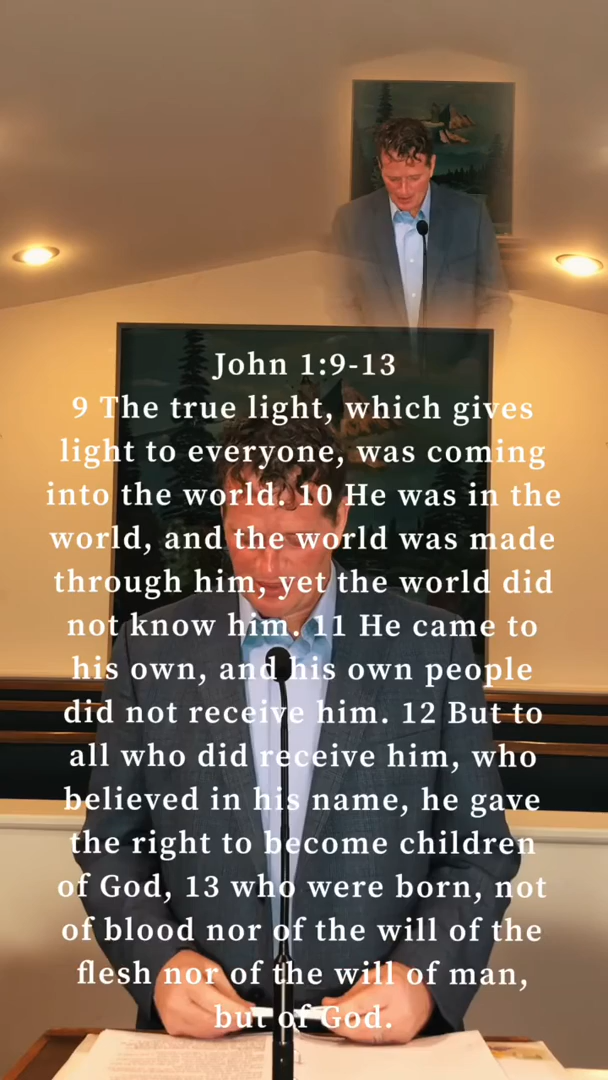 John 1:9-13
9 The true light, which gives
light to everyone, was coming
into the world. 10 He was in the
world, and the world was made
through him, yet the world did
not know him. 11 He came to
his own, and his own people
did not receive him. 12 But to
all who did receive him, who
believed in his name, he gave
the right to become children
of God, 13 who were born, not
of blood nor of the will of the
flesh nor of the will of man,
but of God.